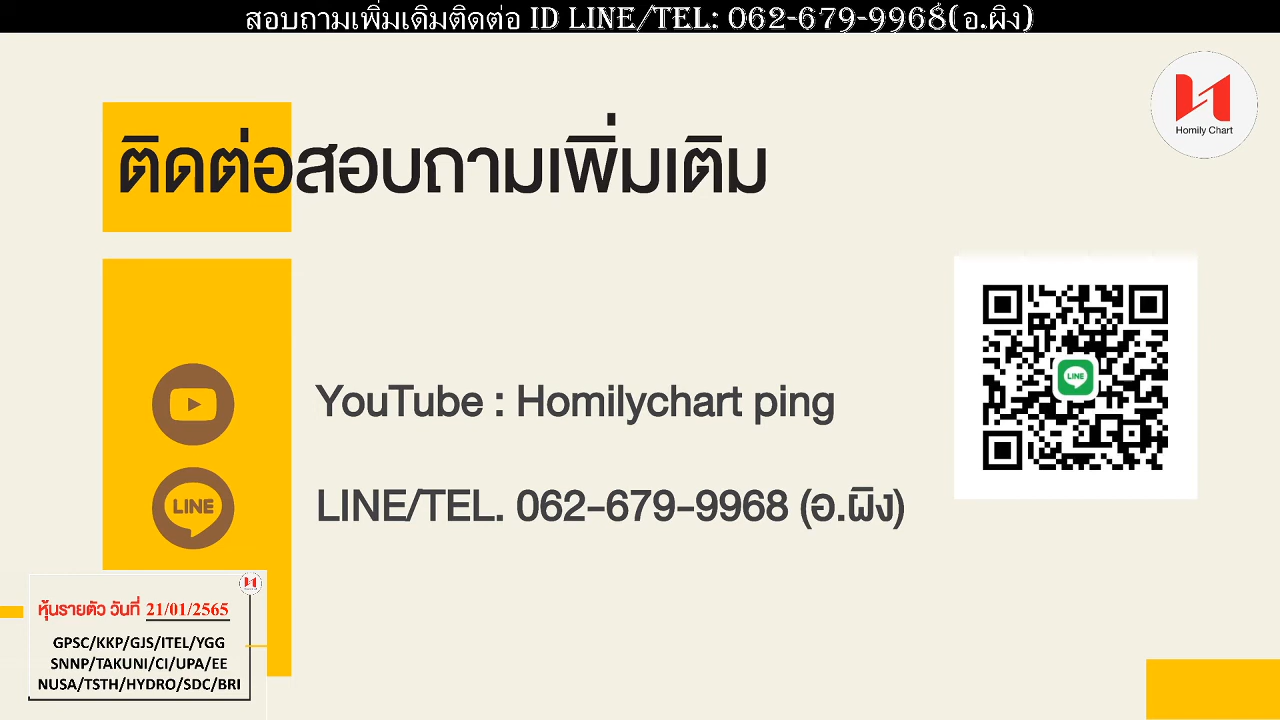 สอบถามเพิ่มเติมติดต่อ ID LINE/TEL: 062-679-9968(อ.ผิง)
Homily Chart
ติดต่อสอบถามเพิ่มเติม
YouTube : Homilychart ping
LINE
LINE/TEL. 062-679-9968 (อ.ผิง)
LINE
หุ้นรายตัว วันที่ 21/01/2565
GPSC/KKP/GJS/ITEL/YGG
SNNP/TAKUNI/CI/UPA/EE
NUSA/TSTH/HYDRO/SDC/BRI